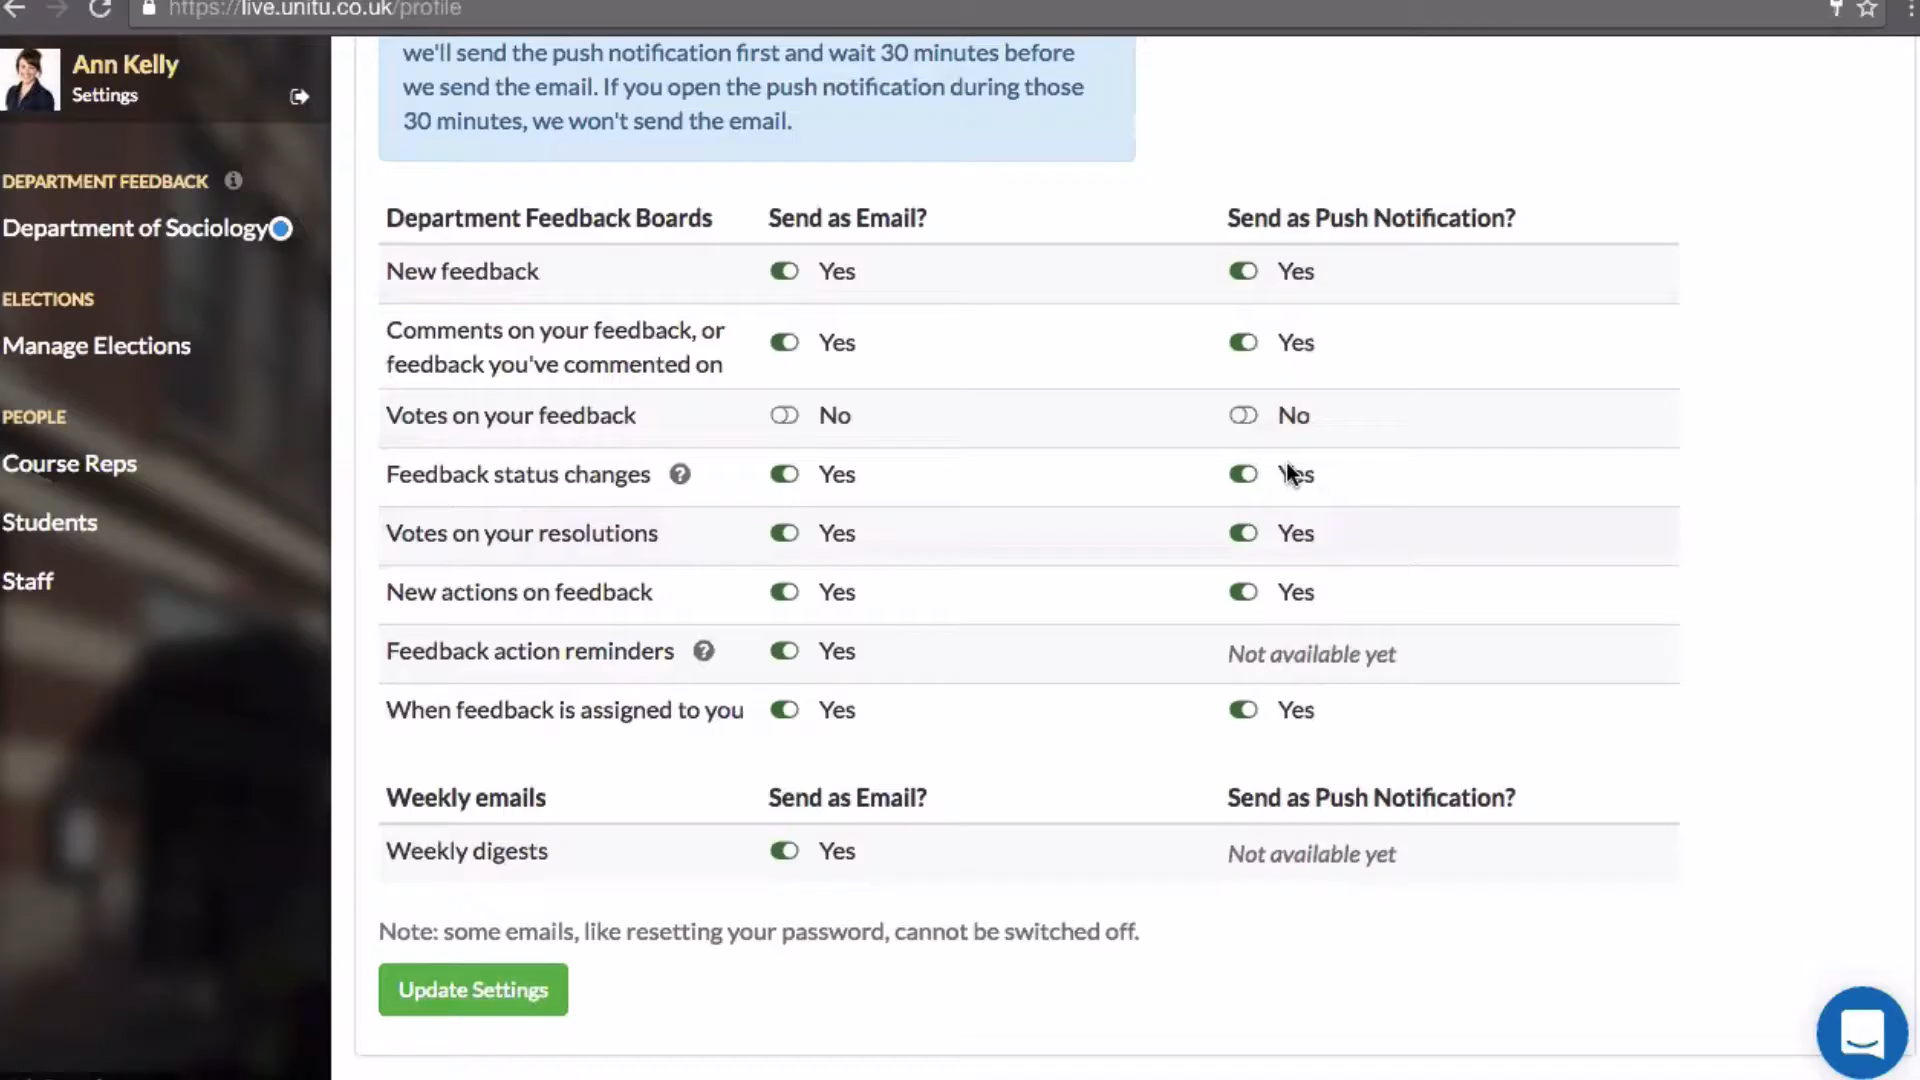 https://live.unitu.co.uk/profile
Ann Kelly
Settings
DEPARTMENT FEEDBACK
Department of Sociology
ELECTIONS
Manage Elections
PEOPLE
Course Reps
Students
Staff
we'll send the push notification first and wait 30 minutes before
we send the email. If you open the push notification during those
30 minutes, we won't send the email.
Department Feedback Boards Send as Email? Send as Push Notification?
New feedback Yes Yes
Comments on your feedback, or
feedback you've commented on Yes Yes
Votes on your feedback No No
Feedback status changes ? Yes Yes
Votes on your resolutions Yes Yes
New actions on feedback Yes Yes
Feedback action reminders ? Yes Not available yet
When feedback is assigned to you Yes Yes
Weekly emails Send as Email? Send as Push Notification?
Weekly digests Yes Not available yet
Note: some emails, like resetting your password, cannot be switched off.
Update Settings